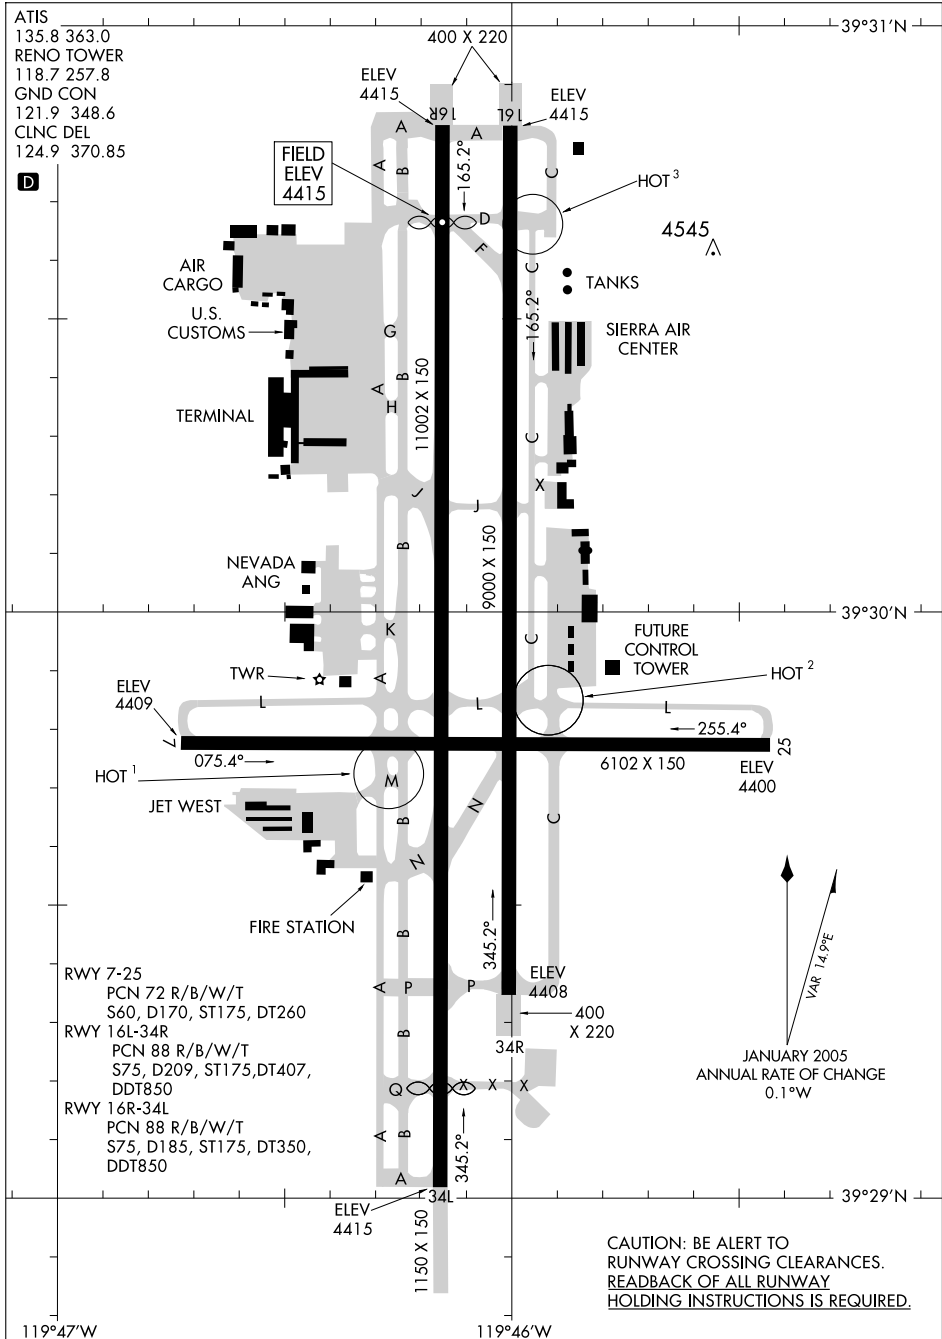 ATIS
135.8 363.0
RENO TOWER
118.7 257.8
GND CON
121.9 348.6
CLNC DEL
124.9 370.85
D
400 X 220
39°31'N
ELEV
4415
ELEV
4415
16R
16L
A
A
A
B
C
FIELD
ELEV
4415
165.2°
HOT 3
D
F
4545
AIR
CARGO
C
TANKS
U.S.
CUSTOMS
G
165.2°
SIERRA AIR
CENTER
B
A
H
11002 X 150
TERMINAL
C
X
J
J
B
9000 X 150
NEVADA
ANG
39°30'N
K
C
FUTURE
CONTROL
TOWER
TWR
A
HOT 2
ELEV
4409
L
L
L
7
255.4°
25
075.4°
6102 X 150
ELEV
4400
HOT 1
M
JET WEST
N
B
C
N
FIRE STATION
B
345.2°
VAR 14.9°E
RWY 7-25
PCN 72 R/B/W/T
S60, D170, ST175, DT260
RWY 16L-34R
PCN 88 R/B/W/T
S75, D209, ST175,DT407,
DDT850
RWY 16R-34L
PCN 88 R/B/W/T
S75, D185, ST175, DT350,
DDT850
A
P
P
ELEV
4408
400
X 220
B
34R
JANUARY 2005
ANNUAL RATE OF CHANGE
0.1°W
Q
X
X
X
A
B
345.2°
A
34L
39°29'N
ELEV
4415
1150 X 150
CAUTION: BE ALERT TO
RUNWAY CROSSING CLEARANCES.
READBACK OF ALL RUNWAY
HOLDING INSTRUCTIONS IS REQUIRED.
119°47'W
119°46'W